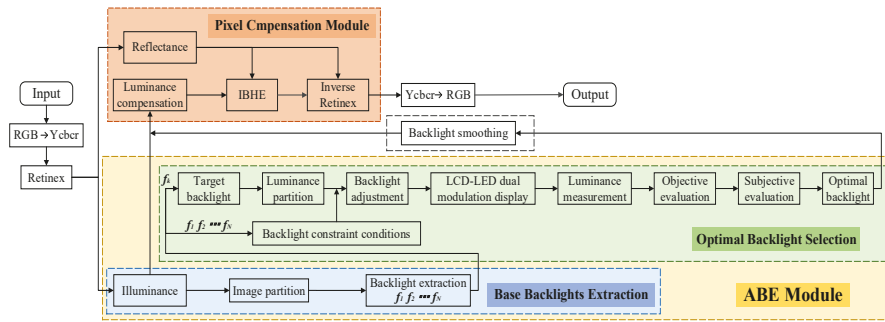 Pixel Cmpensation Module
Reflectance
Input
Luminance
compensation
IBHE
Inverse
Retinex
Ycbcr→ RGB
Output
RGB→Ycbcr
Backlight smoothing
Retinex
fk
Target
backlight
Luminance
partition
Backlight
adjustment
LCD-LED dual
modulation display
Luminance
measurement
Objective
evaluation
Subjective
evaluation
Optimal
backlight
f1 f2 ••• fN
Backlight constraint conditions
Optimal Backlight Selection
Illuminance
Image partition
Backlight extraction
f1 f2 ••• fN
Base Backlights Extraction
ABE Module